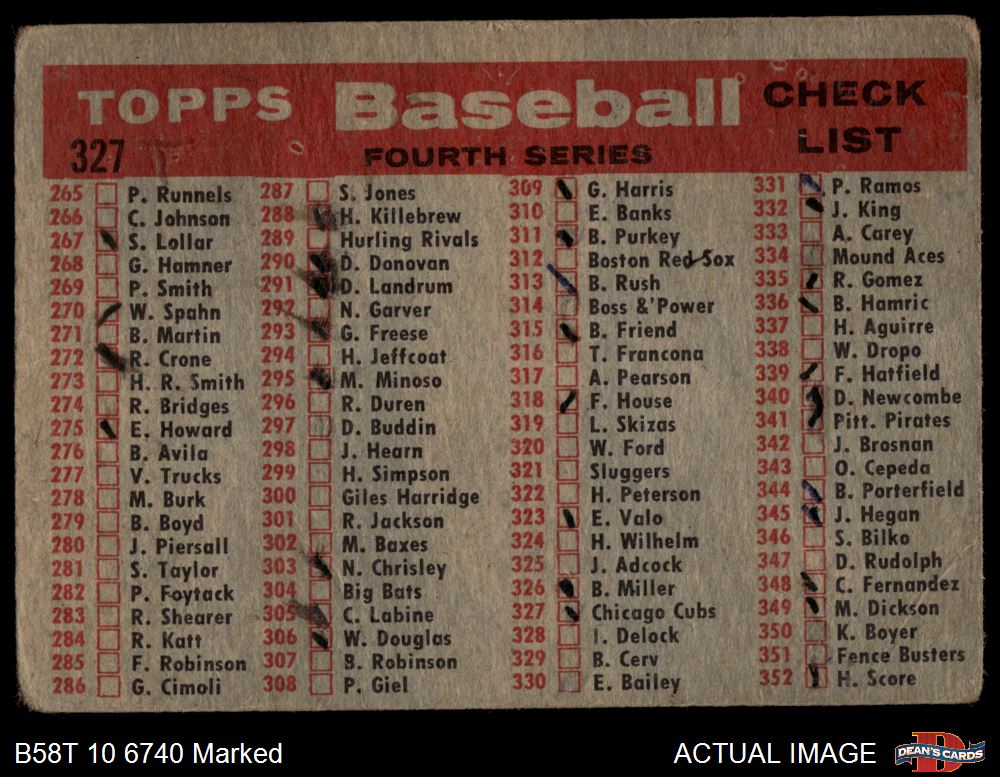 TOPPS Baseball CHECK LIST
327 FOURTH SERIES
265 P. Runnels
266 C. Johnson
267 S. Lollar
268 G. Hamner
269 P. Smith
270 W. Spahn
271 B. Martin
272 R. Crone
273 H. R. Smith
274 R. Bridges
275 E. Howard
276 B. Avila
277 V. Trucks
278 M. Burk
279 B. Boyd
280 J. Piersall
281 S. Taylor
282 P. Foytack
283 R. Shearer
284 R. Katt
285 F. Robinson
286 G. Cimoli
287 S. Jones
288 H. Killebrew
289 Hurling Rivals
290 D. Donovan
291 D. Landrum
292 N. Garver
293 G. Freese
294 H. Jeffcoat
295 M. Minoso
296 R. Duren
297 D. Buddin
298 J. Hearn
299 H. Simpson
300 Giles Harridge
301 R. Jackson
302 M. Baxes
303 N. Chrisley
304 Big Bats
305 C. Labine
306 W. Douglas
307 B. Robinson
308 P. Giel
309 G. Harris
310 E. Banks
311 B. Purkey
312 Boston Red Sox
313 B. Rush
314 Boss & Power
315 B. Friend
316 T. Francona
317 A. Pearson
318 F. House
319 L. Skizas
320 W. Ford
321 Sluggers
322 H. Peterson
323 E. Valo
324 H. Wilhelm
325 J. Adcock
326 B. Miller
327 Chicago Cubs
328 I. Delock
329 B. Cerv
330 E. Bailey
331 P. Ramos
332 J. King
333 A. Carey
334 Mound Aces
335 R. Gomez
336 B. Hamric
337 H. Aguirre
338 W. Dropo
339 F. Hatfield
340 D. Newcombe
341 Pitt. Pirates
342 J. Brosnan
343 O. Cepeda
344 B. Porterfield
345 J. Hegan
346 S. Bilko
347 D. Rudolph
348 C. Fernandez
349 M. Dickson
350 K. Boyer
351 Fence Busters
352 H. Score
B58T 10 6740 Marked
ACTUAL IMAGE
DEAN'S CARDS